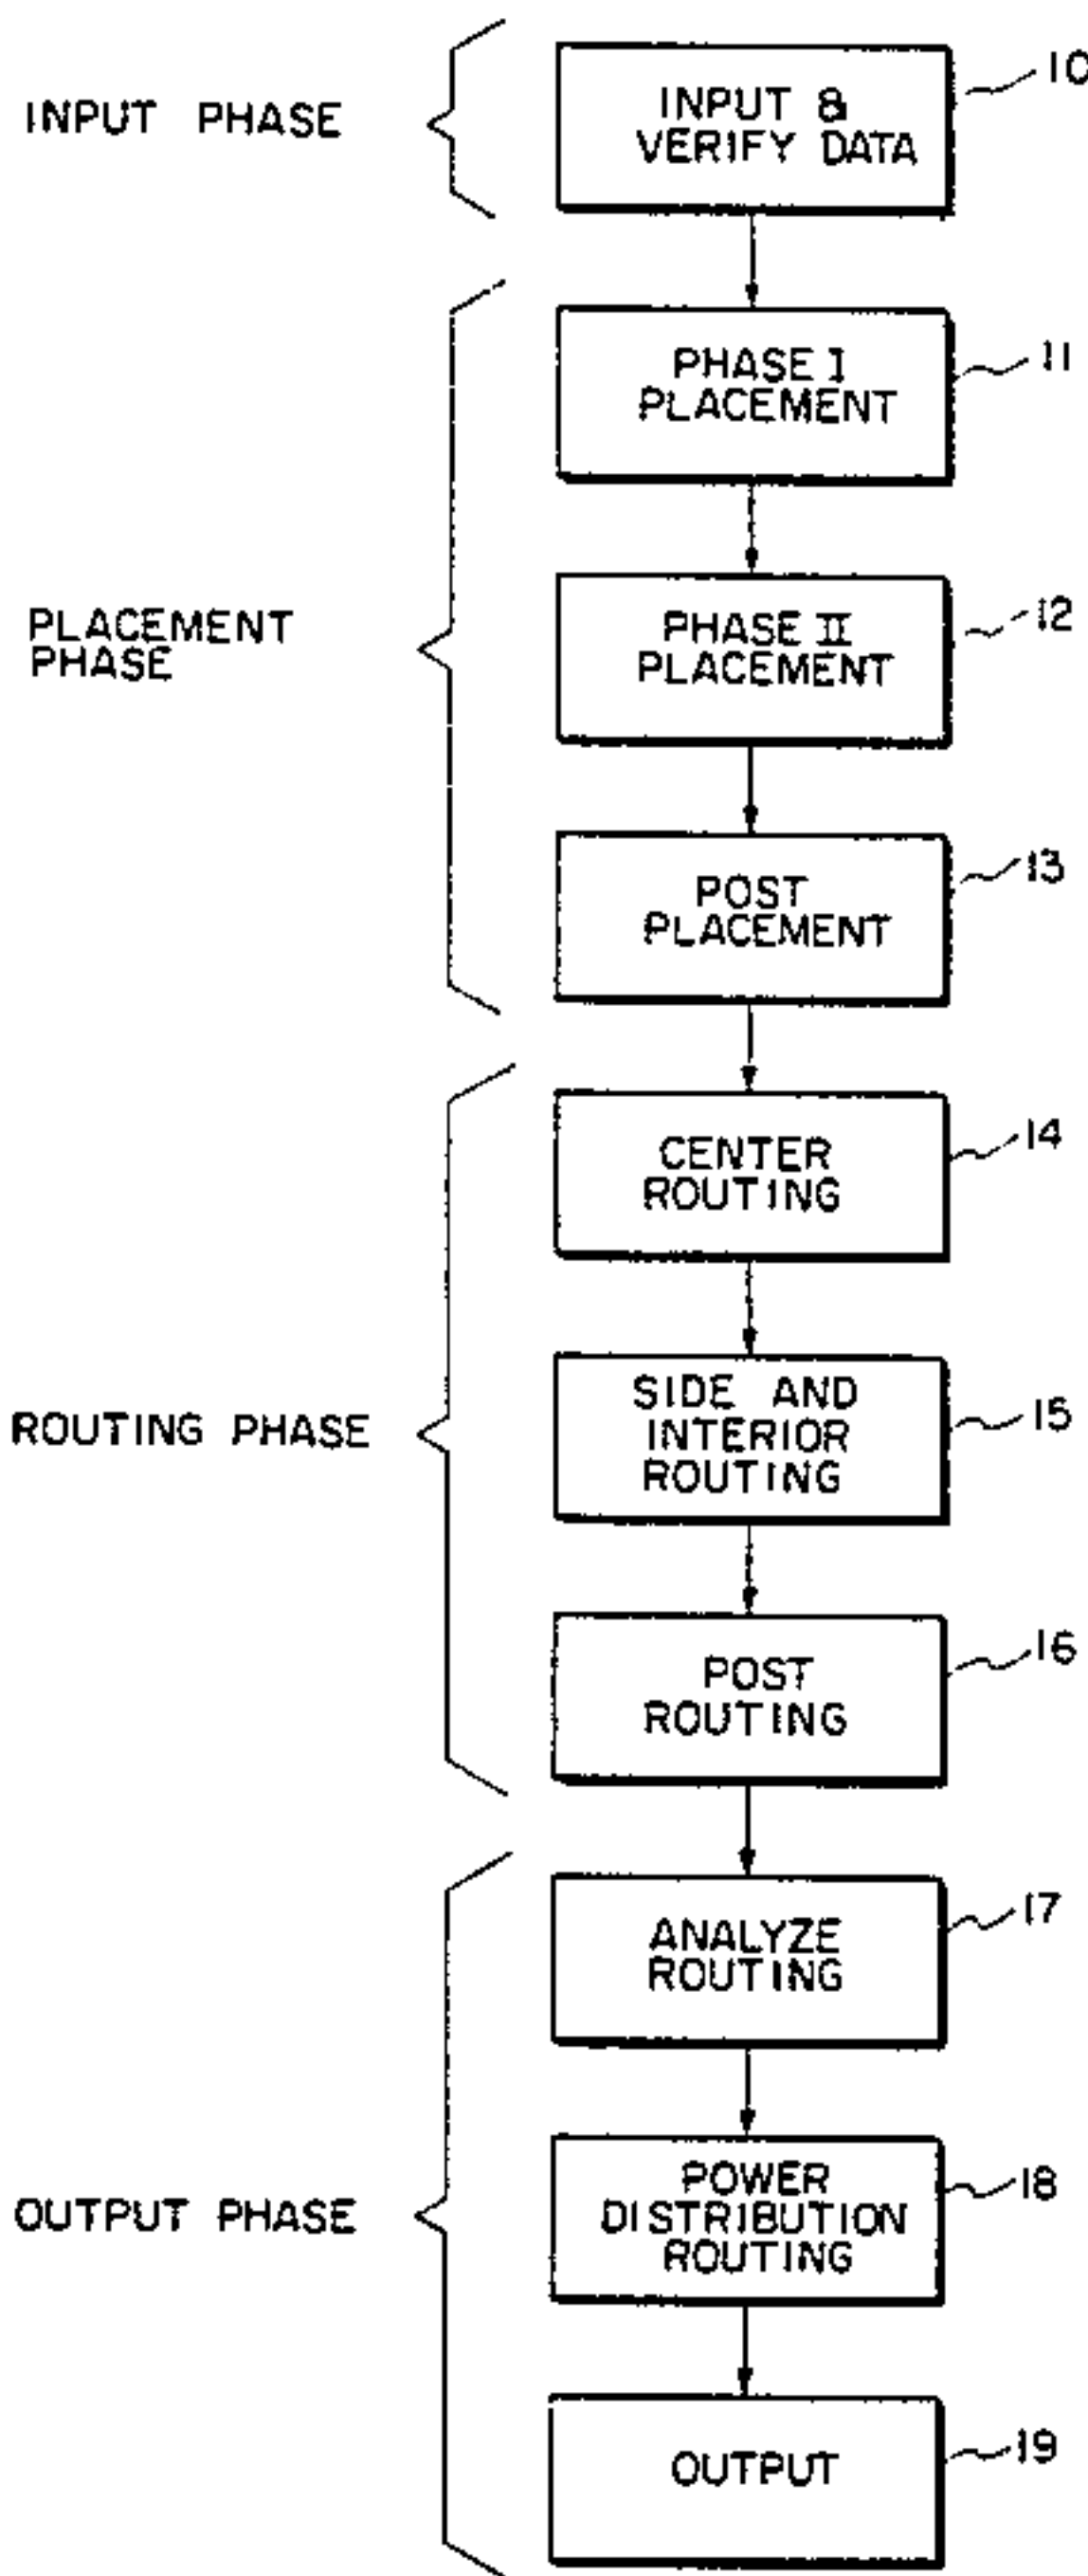 INPUT PHASE
INPUT &
VERIFY DATA
10
PLACEMENT
PHASE
PHASE I
PLACEMENT
11
PHASE II
PLACEMENT
12
POST
PLACEMENT
13
ROUTING PHASE
CENTER
ROUTING
14
SIDE AND
INTERIOR
ROUTING
15
POST
ROUTING
16
OUTPUT PHASE
ANALYZE
ROUTING
17
POWER
DISTRIBUTION
ROUTING
18
OUTPUT
19